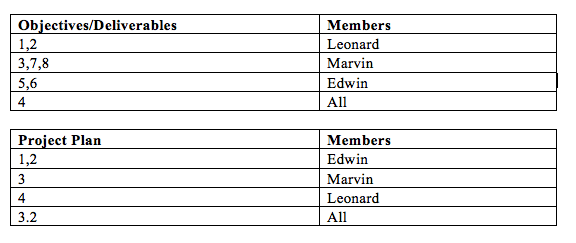 Objectives/Deliverables Members
1,2 Leonard
3,7,8 Marvin
5,6 Edwin
4 All
Project Plan Members
1,2 Edwin
3 Marvin
4 Leonard
3.2 All